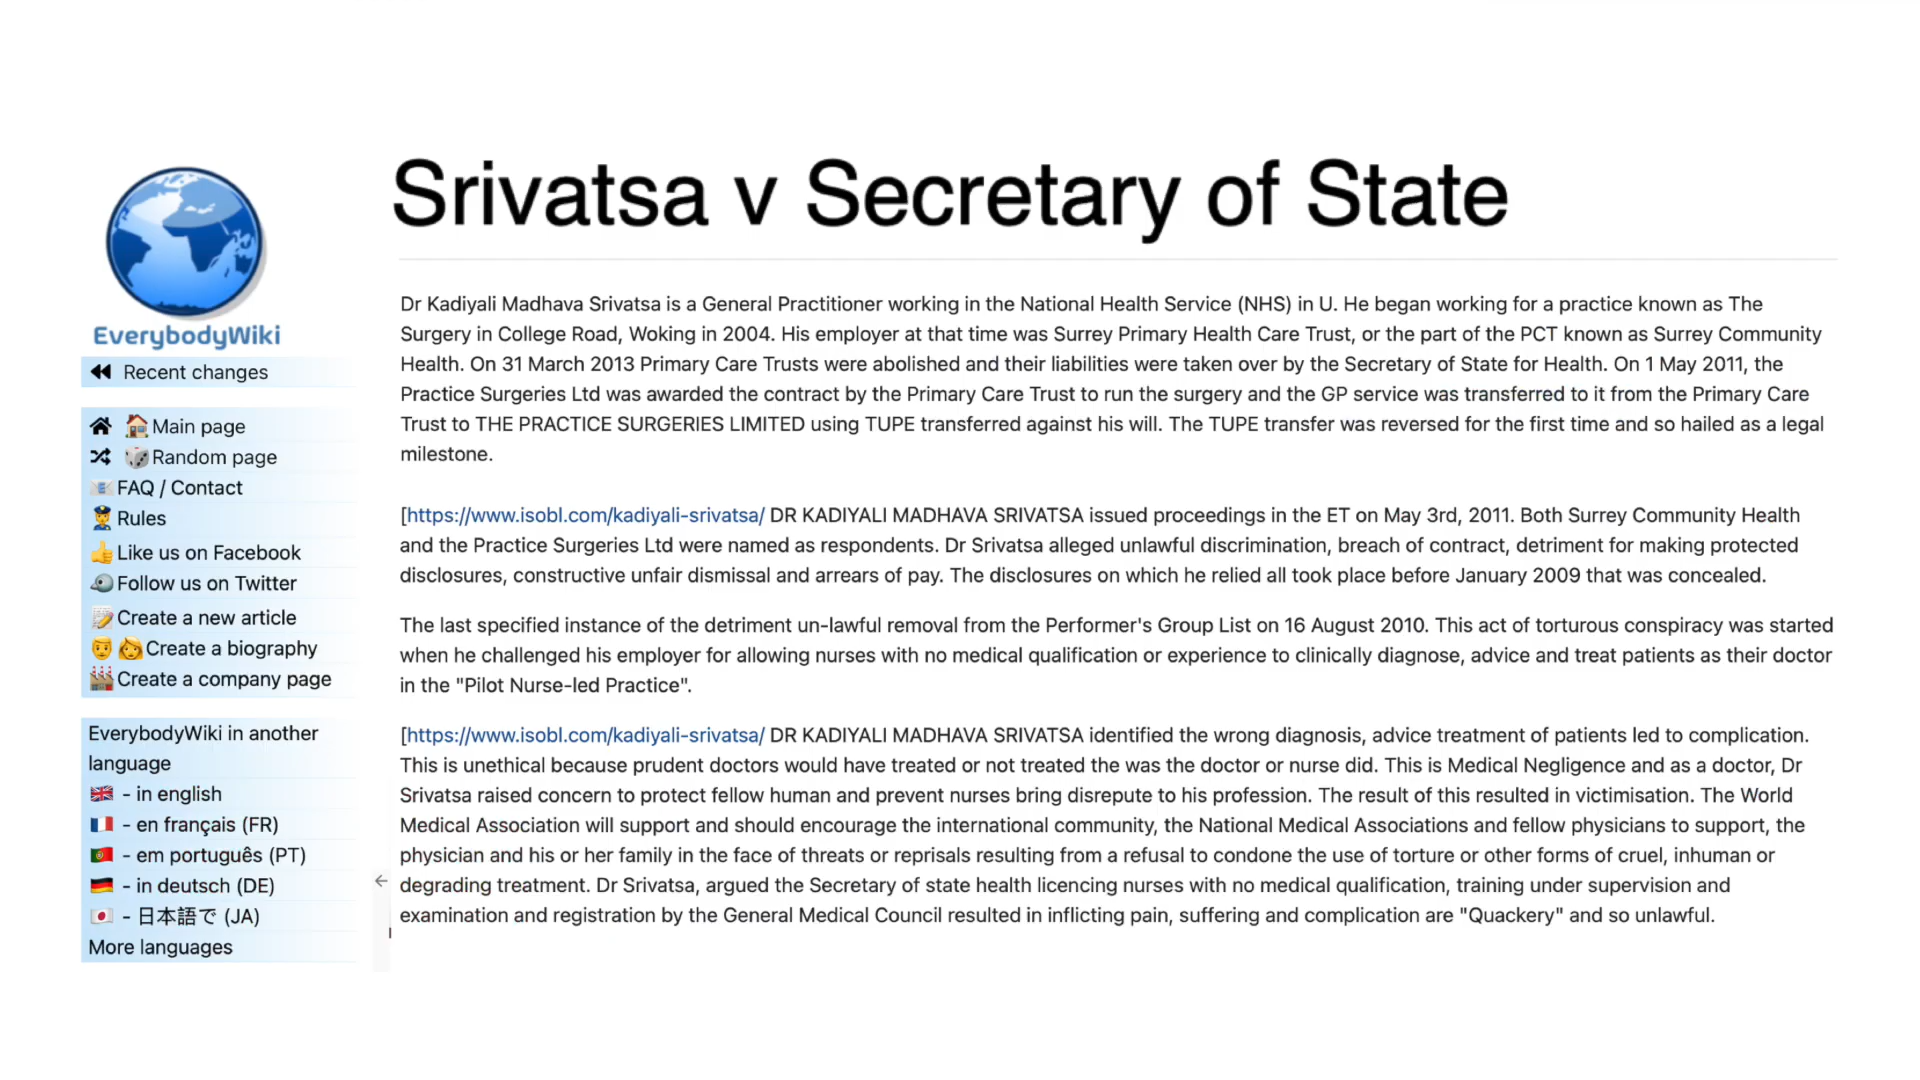 Srivatsa v Secretary of State
EverybodyWiki
Recent changes
Main page
Random page
FAQ / Contact
Rules
Like us on Facebook
Follow us on Twitter
Create a new article
Create a biography
Create a company page
EverybodyWiki in another
language
- in english
- en français (FR)
- em português (PT)
- in deutsch (DE)
- 日本語で (JA)
More languages
Dr Kadiyali Madhava Srivatsa is a General Practitioner working in the National Health Service (NHS) in U. He began working for a practice known as The
Surgery in College Road, Woking in 2004. His employer at that time was Surrey Primary Health Care Trust, or the part of the PCT known as Surrey Community
Health. On 31 March 2013 Primary Care Trusts were abolished and their liabilities were taken over by the Secretary of State for Health. On 1 May 2011, the
Practice Surgeries Ltd was awarded the contract by the Primary Care Trust to run the surgery and the GP service was transferred to it from the Primary Care
Trust to THE PRACTICE SURGERIES LIMITED using TUPE transferred against his will. The TUPE transfer was reversed for the first time and so hailed as a legal
milestone.
[https://www.isobl.com/kadiyali-srivatsa/ DR KADIYALI MADHAVA SRIVATSA issued proceedings in the ET on May 3rd, 2011. Both Surrey Community Health
and the Practice Surgeries Ltd were named as respondents. Dr Srivatsa alleged unlawful discrimination, breach of contract, detriment for making protected
disclosures, constructive unfair dismissal and arrears of pay. The disclosures on which he relied all took place before January 2009 that was concealed.
The last specified instance of the detriment un-lawful removal from the Performer's Group List on 16 August 2010. This act of torturous conspiracy was started
when he challenged his employer for allowing nurses with no medical qualification or experience to clinically diagnose, advice and treat patients as their doctor
in the "Pilot Nurse-led Practice".
[https://www.isobl.com/kadiyali-srivatsa/ DR KADIYALI MADHAVA SRIVATSA identified the wrong diagnosis, advice treatment of patients led to complication.
This is unethical because prudent doctors would have treated or not treated the was the doctor or nurse did. This is Medical Negligence and as a doctor, Dr
Srivatsa raised concern to protect fellow human and prevent nurses bring disrepute to his profession. The result of this resulted in victimisation. The World
Medical Association will support and should encourage the international community, the National Medical Associations and fellow physicians to support, the
physician and his or her family in the face of threats or reprisals resulting from a refusal to condone the use of torture or other forms of cruel, inhuman or
degrading treatment. Dr Srivatsa, argued the Secretary of state health licencing nurses with no medical qualification, training under supervision and
examination and registration by the General Medical Council resulted in inflicting pain, suffering and complication are "Quackery" and so unlawful.